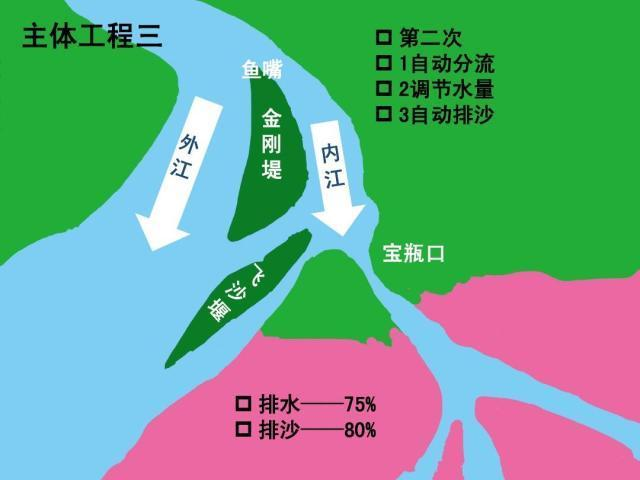 主体工程三
第二次
1自动分流
2调节水量
3自动排沙
鱼嘴
金刚堤
外江
内江
宝瓶口
飞沙堰
排水——75%
排沙——80%